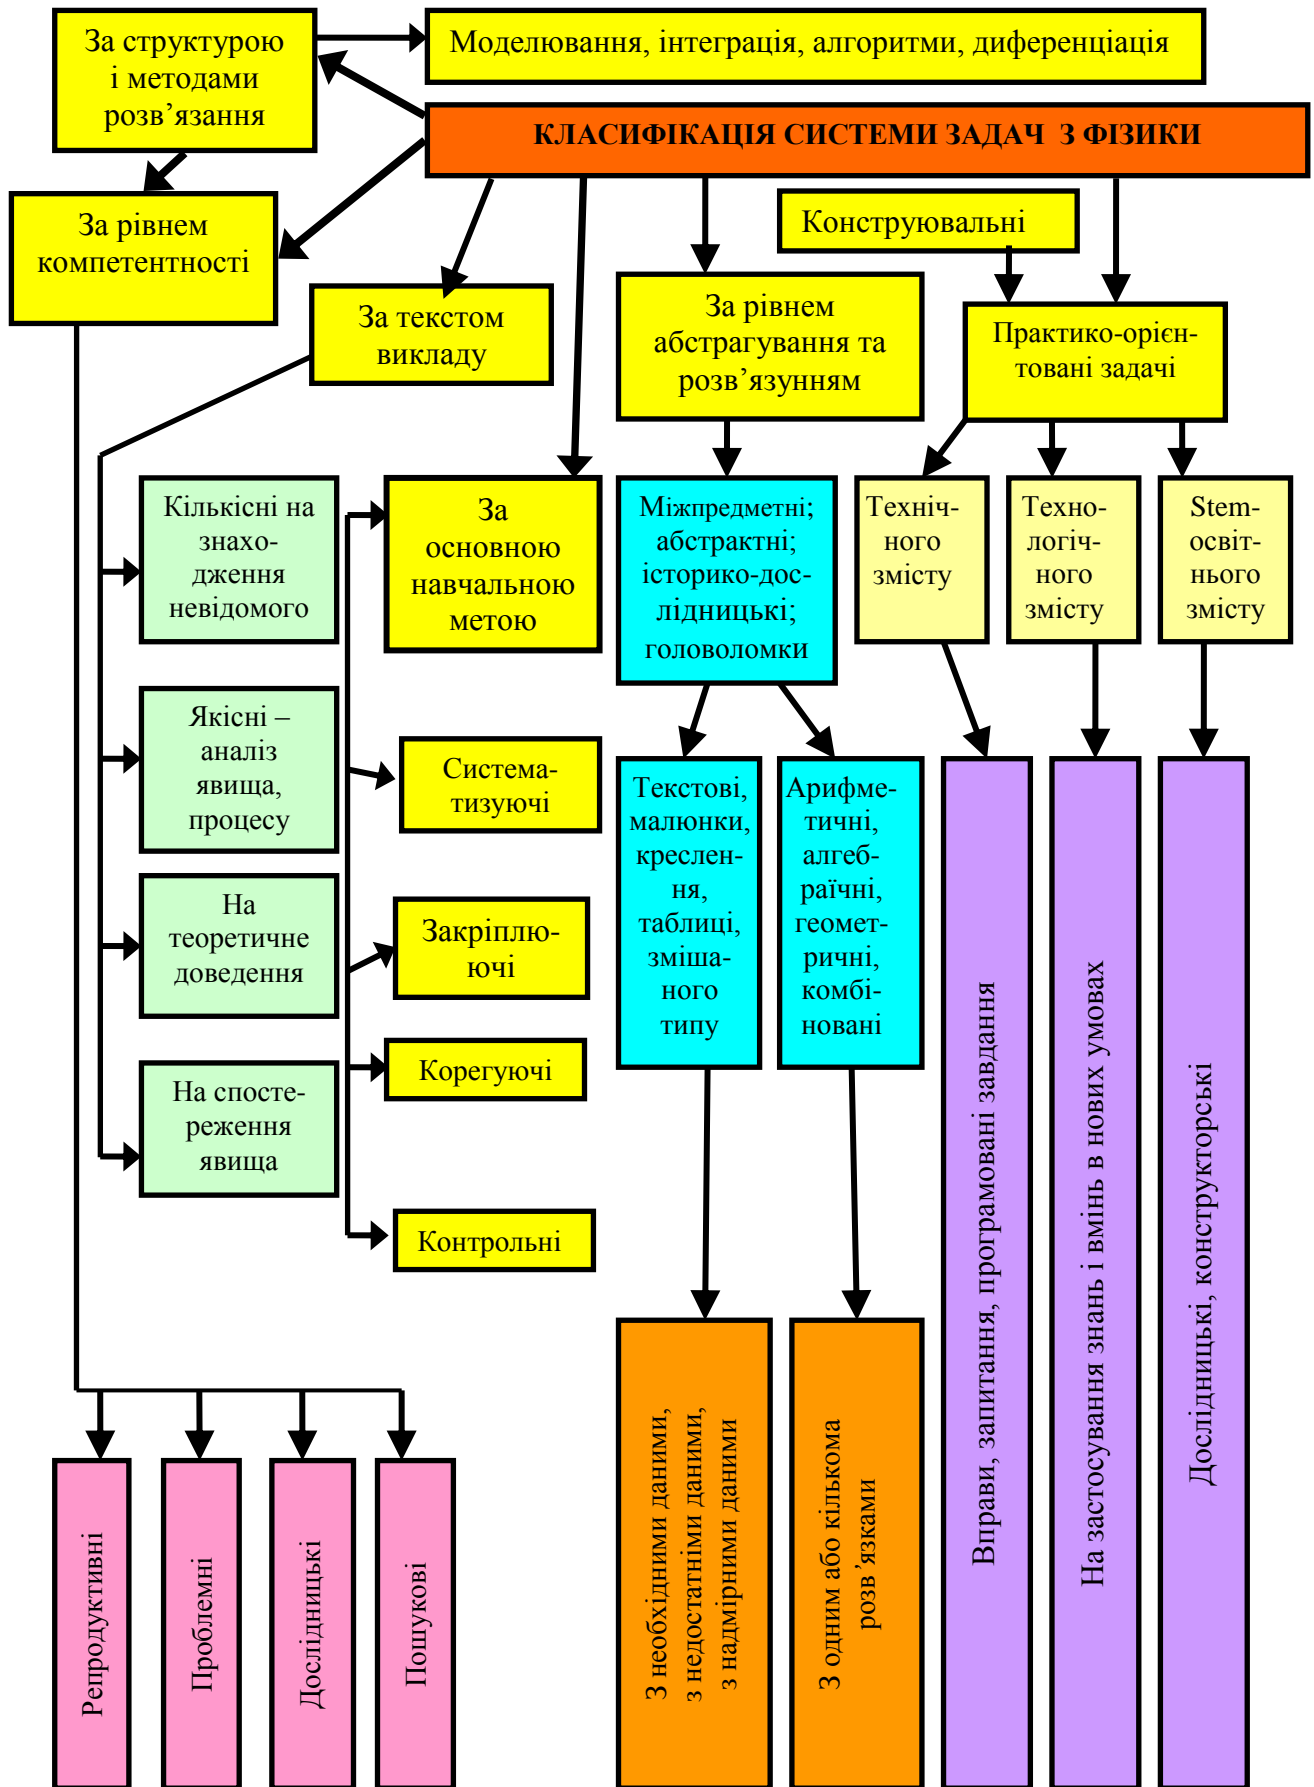 За структурою
і методами
розв’язання
Моделювання, інтеграція, алгоритми, диференціація
КЛАСИФІКАЦІЯ СИСТЕМИ ЗАДАЧ З ФІЗИКИ
За рівнем
компетентності
Конструювальні
За текстом
викладу
За рівнем
абстрагування та
розв’язунням
Практико-орієн-
товані задачі
Кількісні на
знахо-
дження
невідомого
За
основною
навчальною
метою
Міжпредметні;
абстрактні;
історико-дос-
лідницькі;
головоломки
Техніч-
ного
змісту
Техно-
логіч-
ного
змісту
Stem-
освіт-
нього
змісту
Якісні –
аналіз
явища,
процесу
Система-
тизуючі
Текстові,
малюнки,
креслен-
ня,
таблиці,
зміша-
ного
типу
Арифме-
тичні,
алгеб-
раїчні,
геомет-
ричні,
комбі-
новані
На
теоретичне
доведення
Закріплю-
ючі
Корегуючі
На спосте-
реження
явища
Контрольні
Репродуктивні
Проблемні
Дослідницькі
Пошукові
З необхідними даними,
з недостатніми даними,
з надмірними даними
З одним або кількома
розв’язками
Вправи, запитання, програмовані завдання
На застосування знань і вмінь в нових умовах
Дослідницькі, конструкторські